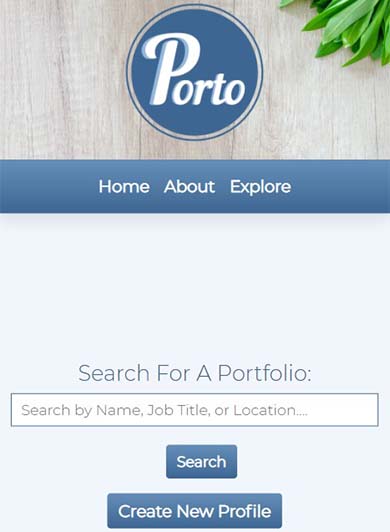 Porto
Home About Explore
Search For A Portfolio:
Search by Name, Job Title, or Location....
Search
Create New Profile